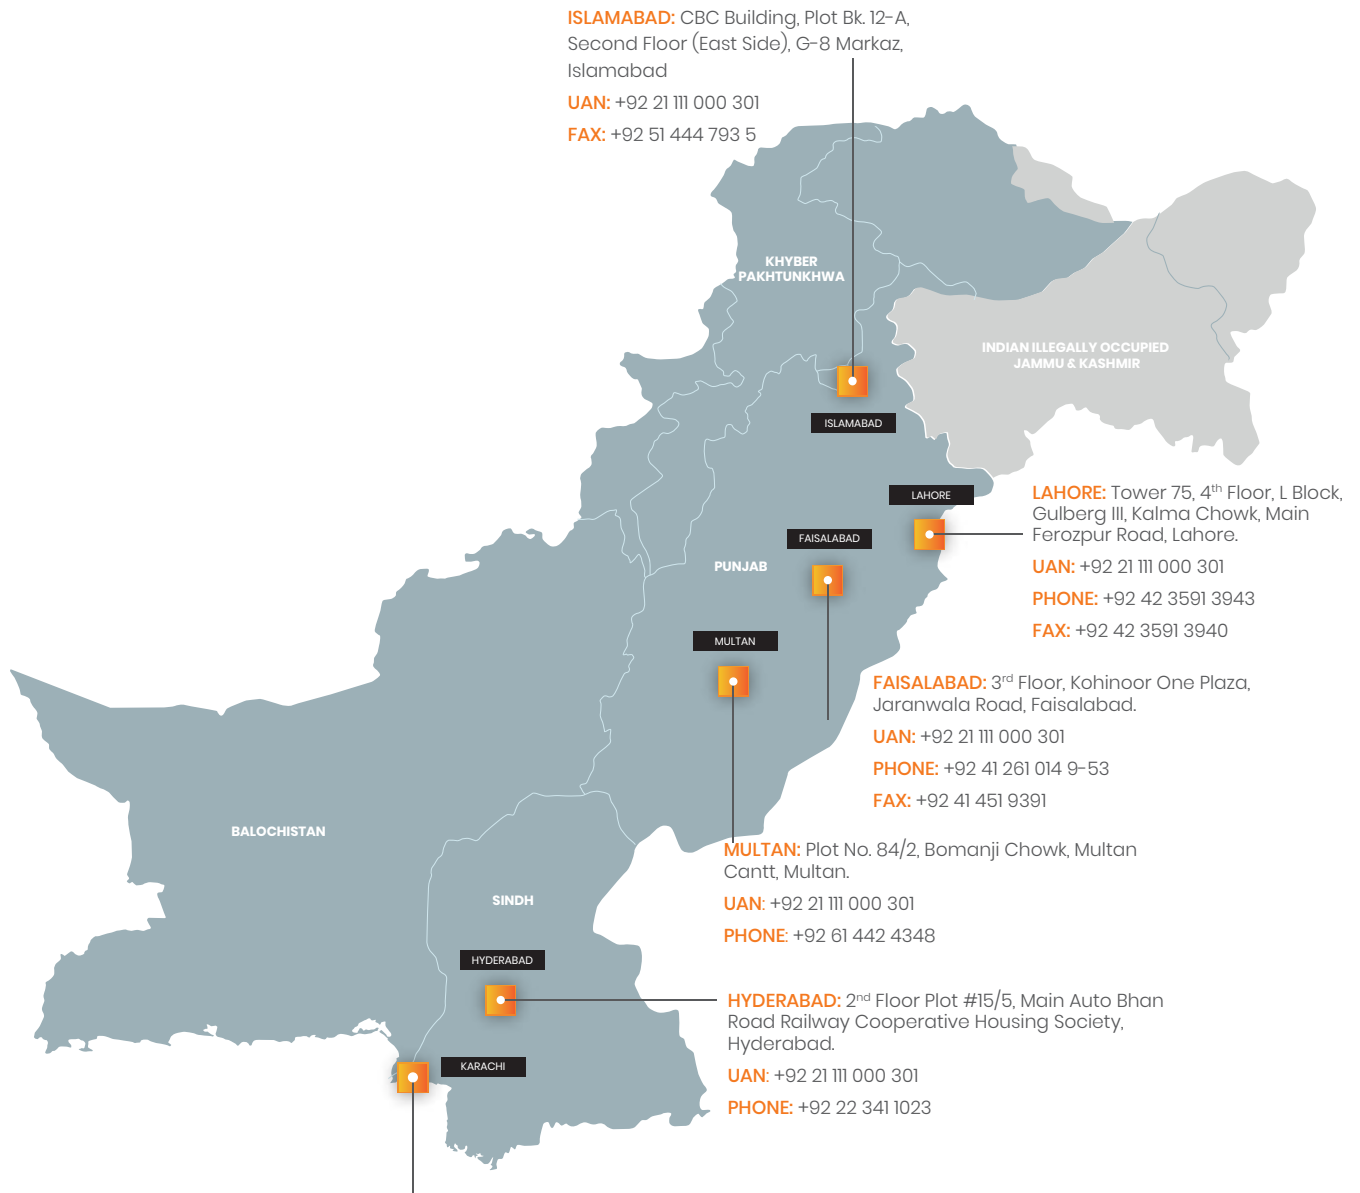 ISLAMABAD: CBC Building, Plot Bk. 12-A,
Second Floor (East Side), G-8 Markaz,
Islamabad
UAN: +92 21 111 000 301
FAX: +92 51 444 793 5
KHYBER
PAKHTUNKHWA
INDIAN ILLEGALLY OCCUPIED
JAMMU & KASHMIR
ISLAMABAD
LAHORE
LAHORE: Tower 75, 4th Floor, L Block,
Gulberg III, Kalma Chowk, Main
Ferozpur Road, Lahore.
UAN: +92 21 111 000 301
PHONE: +92 42 3591 3943
FAX: +92 42 3591 3940
FAISALABAD
PUNJAB
MULTAN
FAISALABAD: 3rd Floor, Kohinoor One Plaza,
Jaranwala Road, Faisalabad.
UAN: +92 21 111 000 301
PHONE: +92 41 261 014 9-53
FAX: +92 41 451 9391
BALOCHISTAN
MULTAN: Plot No. 84/2, Bomanji Chowk, Multan
Cantt, Multan.
UAN: +92 21 111 000 301
PHONE: +92 61 442 4348
SINDH
HYDERABAD
HYDERABAD: 2nd Floor Plot #15/5, Main Auto Bhan
Road Railway Cooperative Housing Society,
Hyderabad.
UAN: +92 21 111 000 301
PHONE: +92 22 341 1023
KARACHI